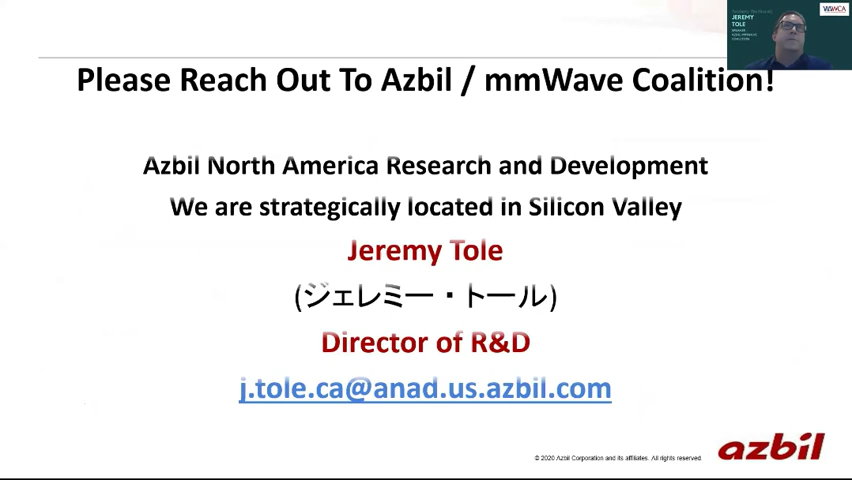 Please Reach Out To Azbil / mmWave Coalition!
Azbil North America Research and Development
We are strategically located in Silicon Valley
Jeremy Tole
(ジェレミー・トール)
Director of R&D
j.tole.ca@anad.us.azbil.com
© 2020 Azbil Corporation and its affiliates. All rights reserved.
azbil
JEREMY
TOLE